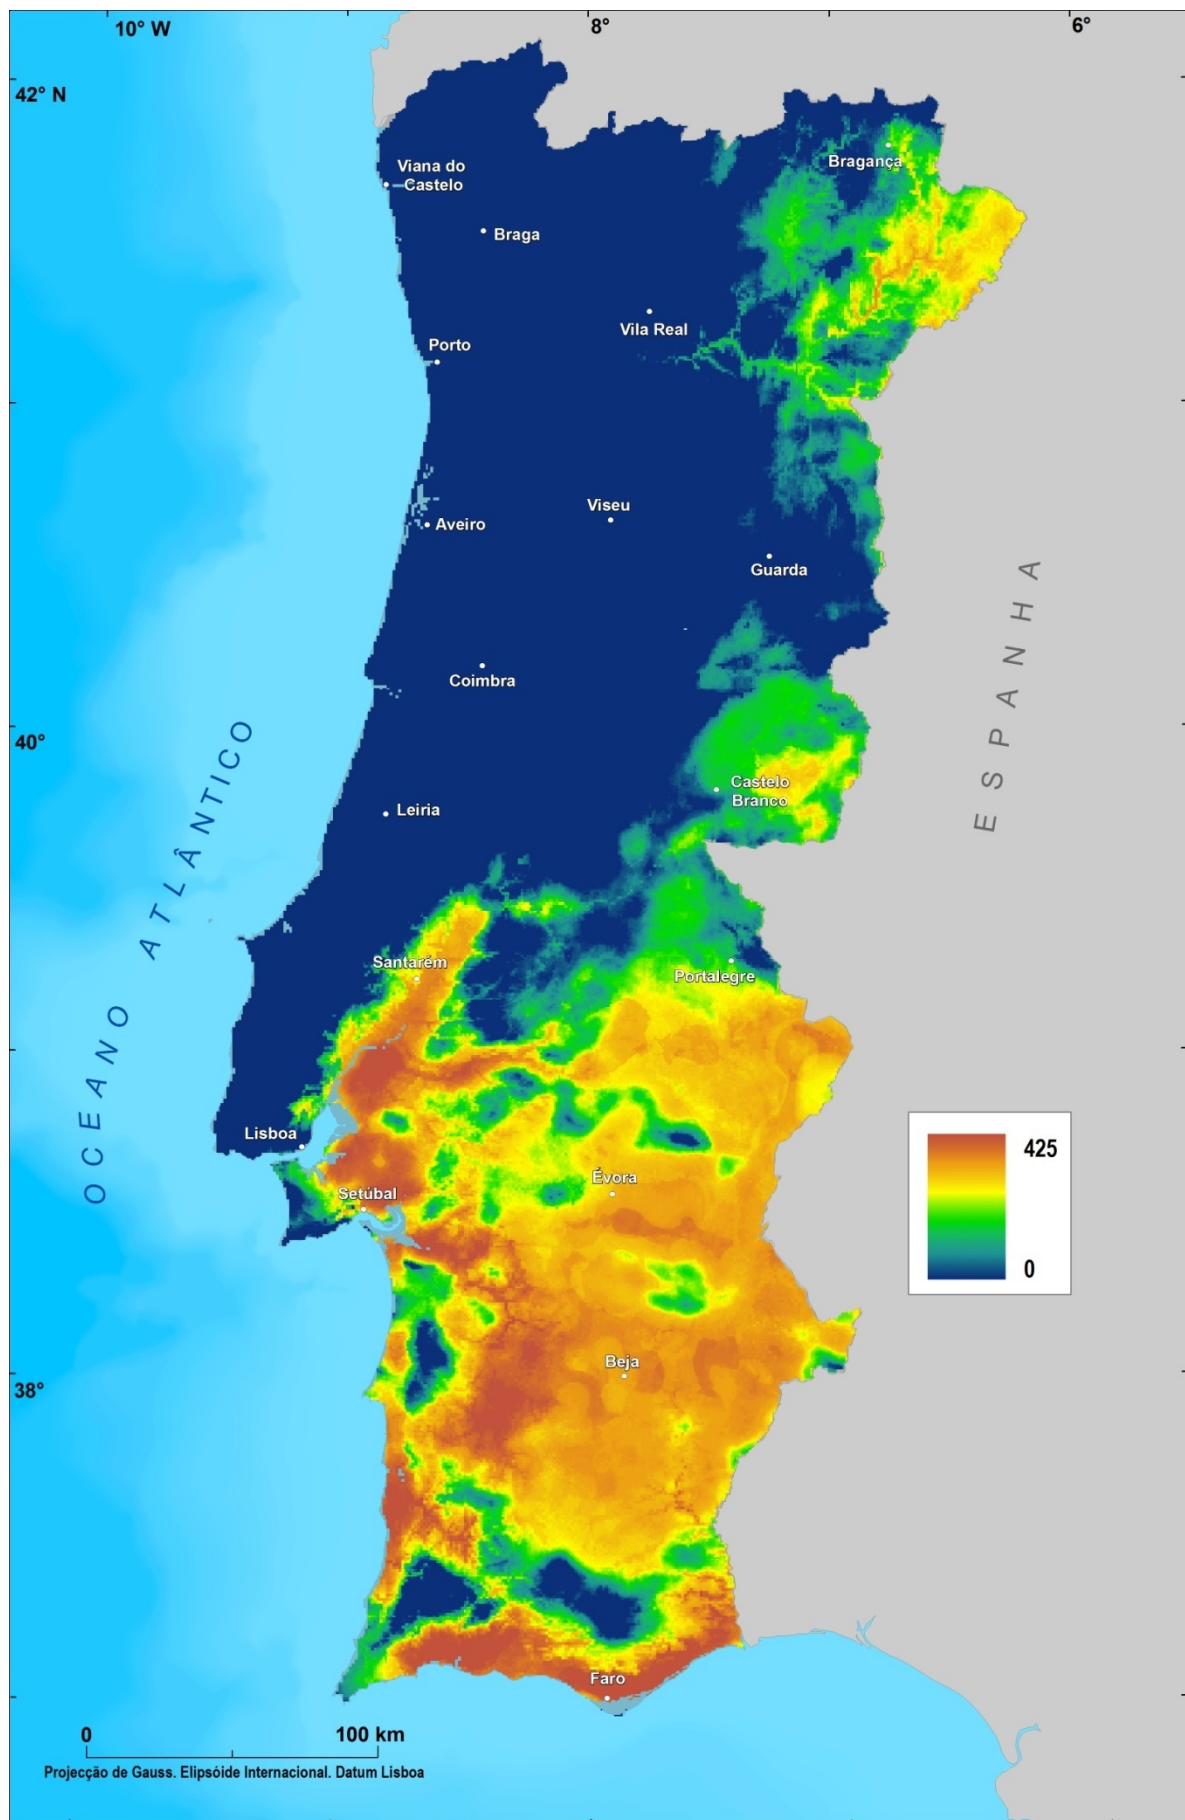 10° W
8°
6°
42° N
Bragança
Viana do
Castelo
Braga
Vila Real
Porto
Viseu
Aveiro
Guarda
ESPANHA
Coimbra
40°
Castelo
Branco
Leiria
OCEANO ATLÂNTICO
Santarém
Portalegre
Lisboa
425
Évora
Setúbal
0
Beja
38°
Faro
0
100 km
Projecção de Gauss. Elipsóide Internacional. Datum Lisboa